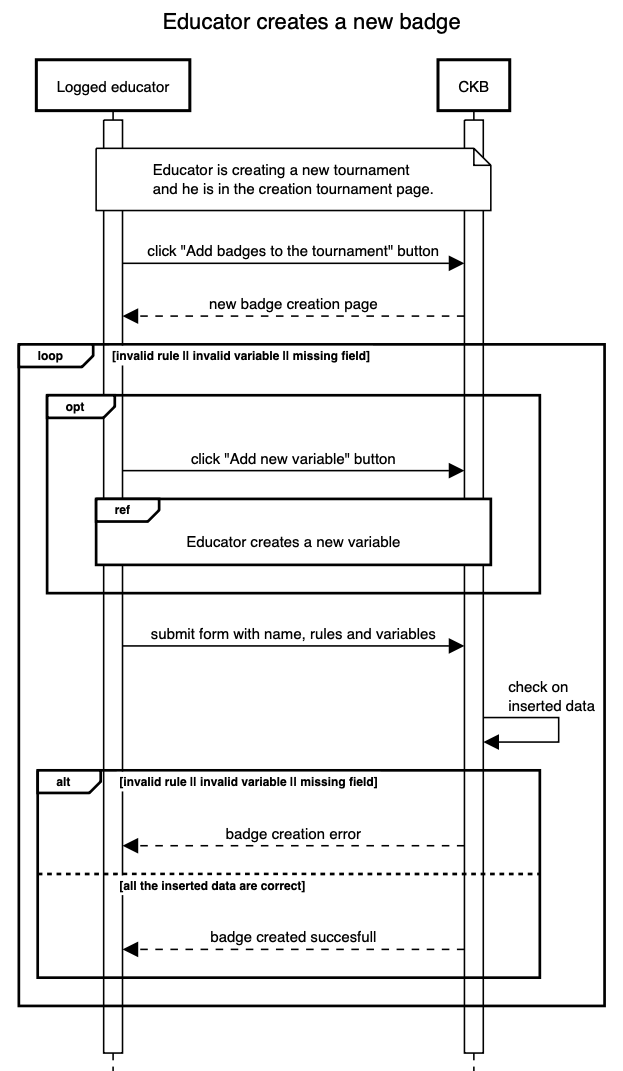 Educator creates a new badge
Logged educator
CKB
Educator is creating a new tournament
and he is in the creation tournament page.
click "Add badges to the tournament" button
new badge creation page
loop
[invalid rule || invalid variable || missing field]
opt
click "Add new variable" button
ref
Educator creates a new variable
submit form with name, rules and variables
check on
inserted data
alt
[invalid rule || invalid variable || missing field]
badge creation error
[all the inserted data are correct]
badge created succesfull